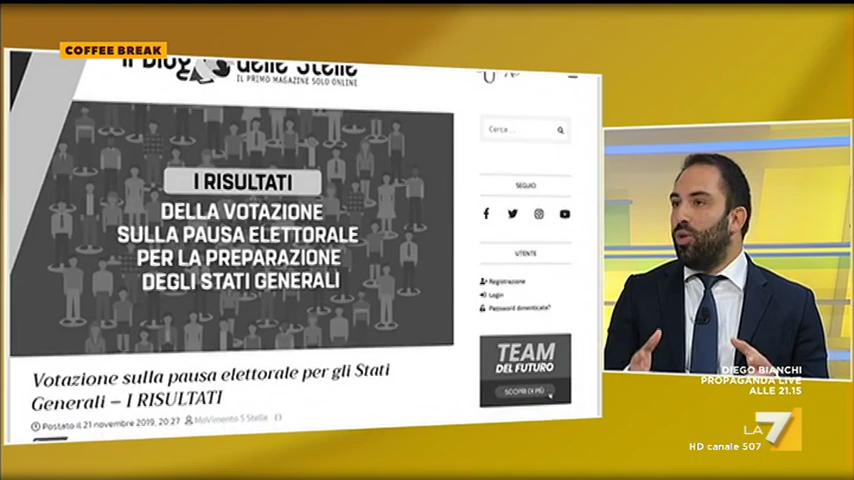 COFFEE BREAK
Il Blog delle Stelle
IL PRIMO MAGAZINE SOLO ONLINE
Cerca ...
I RISULTATI
DELLA VOTAZIONE
SULLA PAUSA ELETTORALE
PER LA PREPARAZIONE
DEGLI STATI GENERALI
SEGUICI
UTENTE
Registrazione
Login
Password dimenticata?
TEAM
DEL FUTURO
SCOPRI DI PIÙ
Votazione sulla pausa elettorale per gli Stati
Generali – I RISULTATI
Postato il 21 novembre 2019, 20:27 MoVimento 5 Stelle
DIEGO BIANCHI
PROPAGANDA LIVE
ALLE 21.15
LA 7
HD canale 507